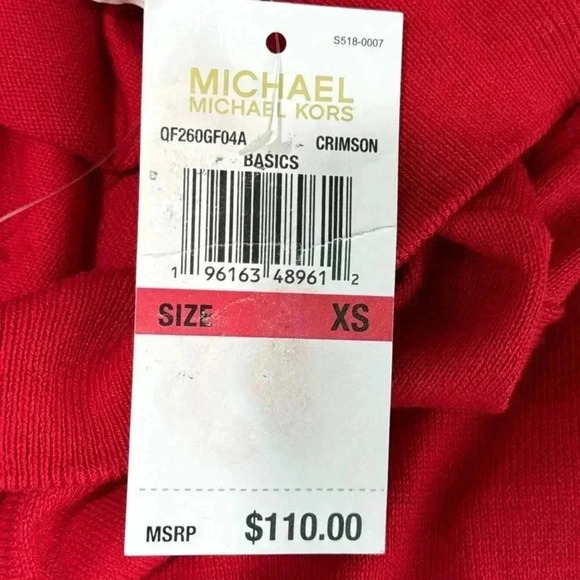 S518-0007
MICHAEL
MICHAEL KORS
QF260GF04A CRIMSON
BASICS
1 96163 48961 2
SIZE XS
MSRP $110.00